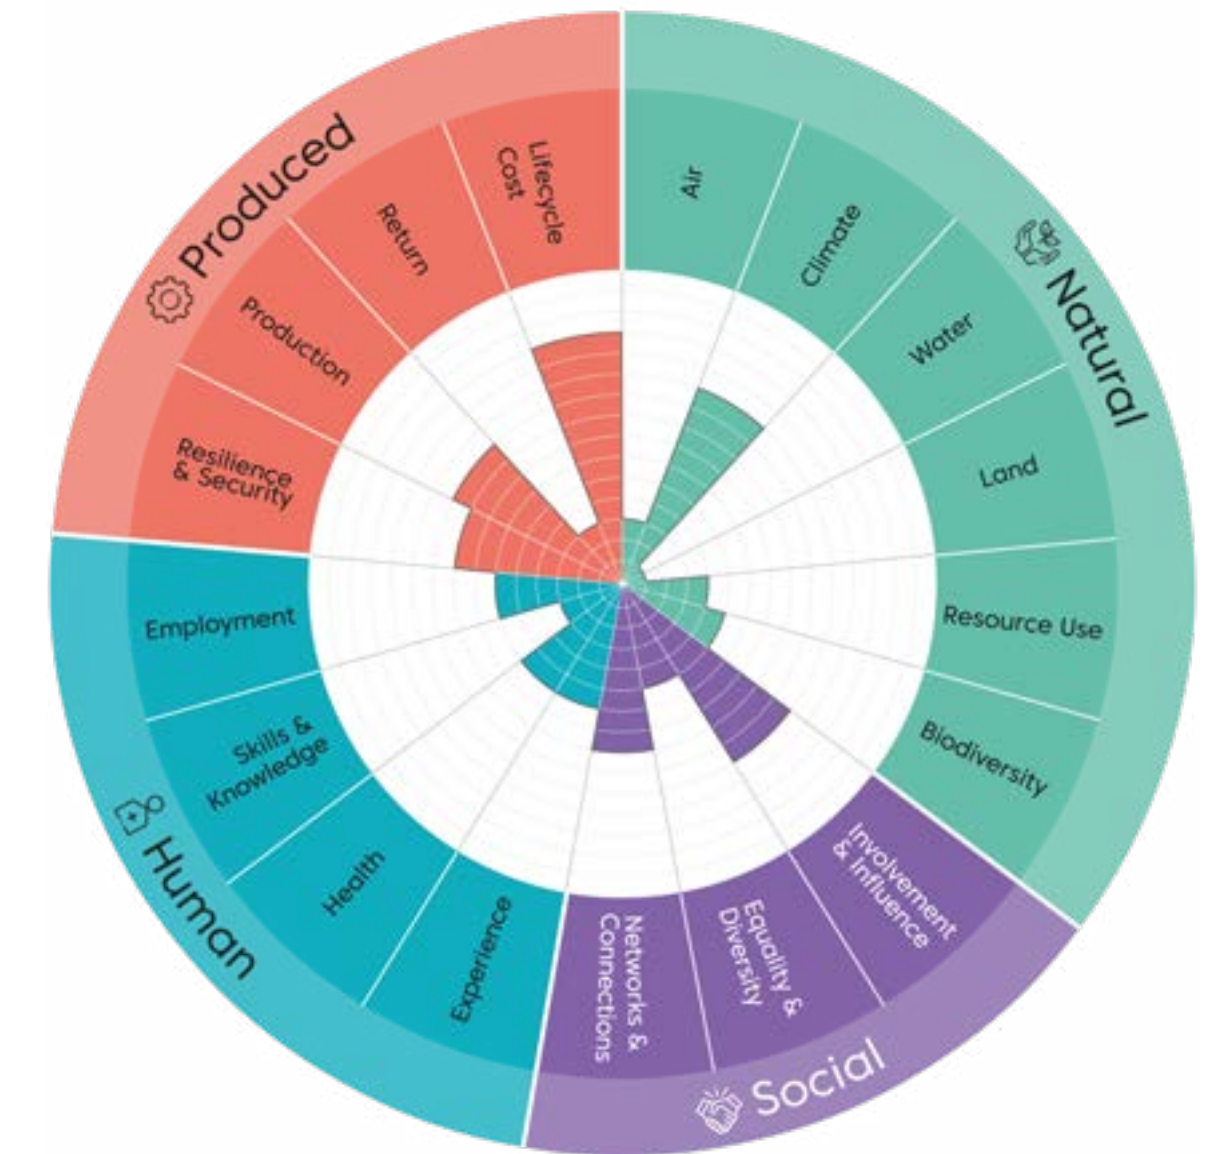 Produced
Lifecycle
Cost
Return
Production
Resilience
& Security
Natural
Air
Climate
Water
Land
Resource Use
Biodiversity
Social
Involvement
& Influence
Equality &
Diversity
Networks &
Connections
Human
Experience
Health
Skills &
Knowledge
Employment